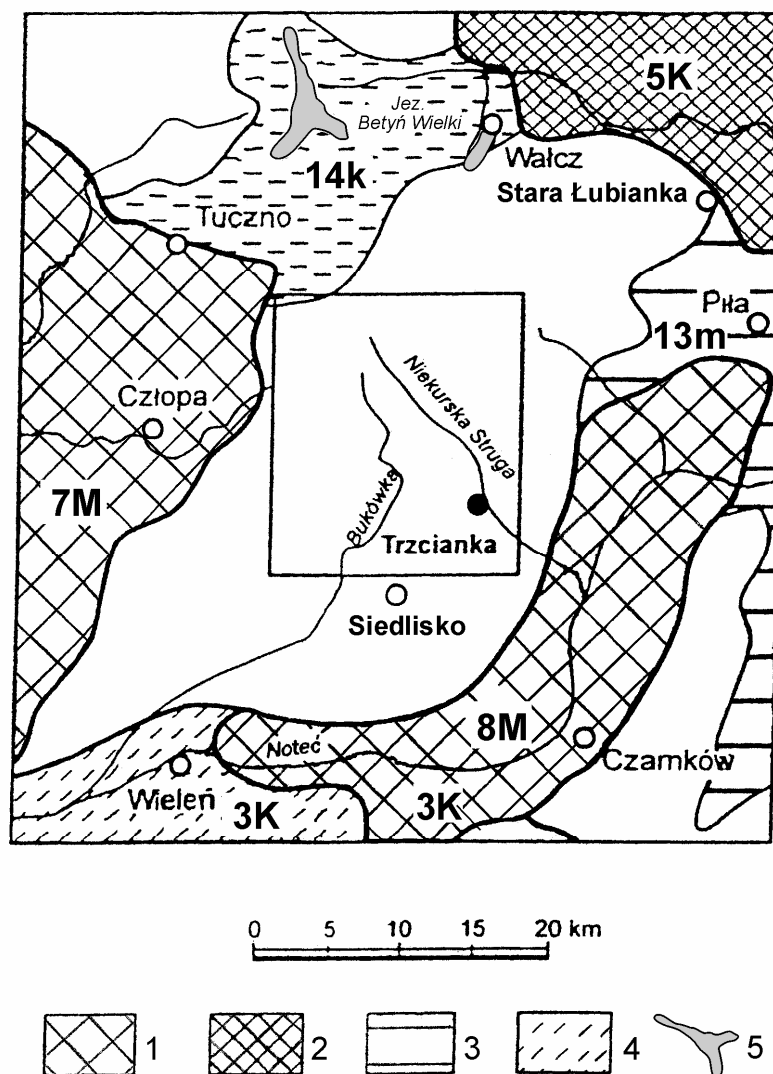 5K
Jez.
Betyń Wielki
Wałcz
14k
Stara Łubianka
Tuczno
Piła
13m
Niekurska Struga
Człopa
7M
Bukówka
Trzcianka
Siedlisko
8M
Noteć
Czamków
Wieleń
3K
3K
0 5 10 15 20 km
1 2 3 4 5